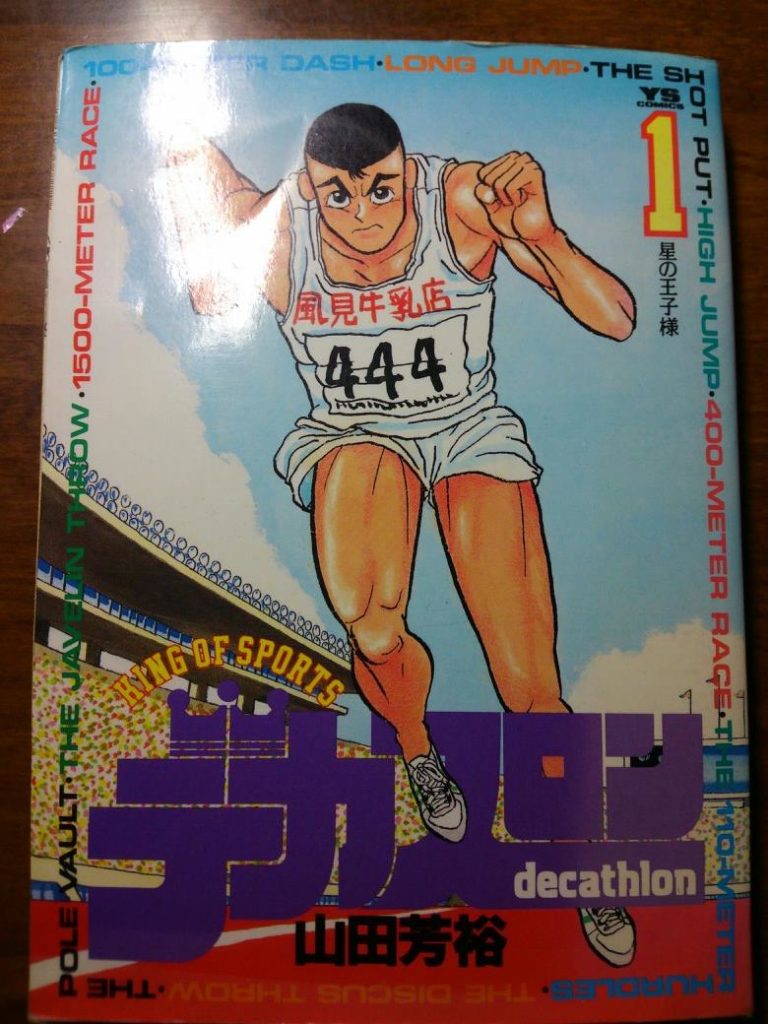 100-METER DASH·LONG JUMP·THE SHOT PUT·HIGH JUMP·400-METER RACE·THE 110-METER HURDLES·THE DISCUS THROW·THE POLE VAULT·THE JAVELIN THROW·1500-METER RACE·
YS
COMICS
1
星の王子様
風見牛乳店
444
KING OF SPORTS
デカスロン
decathlon
山田芳裕